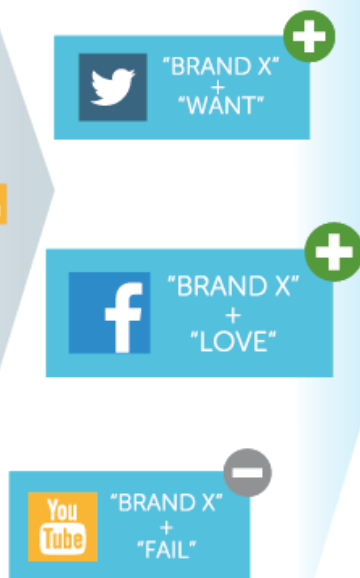 "BRAND X"
+
"WANT"
f
"BRAND X"
+
"LOVE"
You
Tube
"BRAND X"
+
"FAIL"